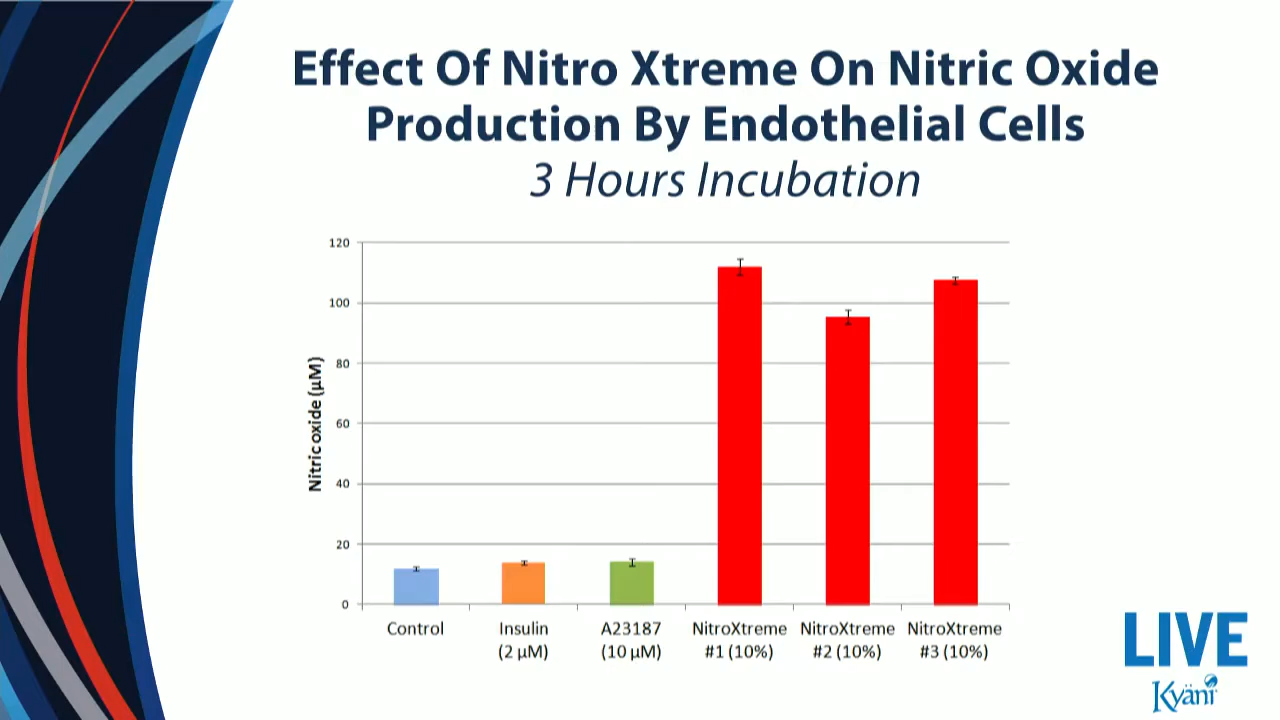 Effect Of Nitro Xtreme On Nitric Oxide
Production By Endothelial Cells
3 Hours Incubation
Nitric oxide (µM)
120
100
80
60
40
20
0
Control
Insulin
(2 µM)
A23187
(10 µM)
NitroXtreme
#1 (10%)
NitroXtreme
#2 (10%)
NitroXtreme
#3 (10%)
LIVE
Kyäni